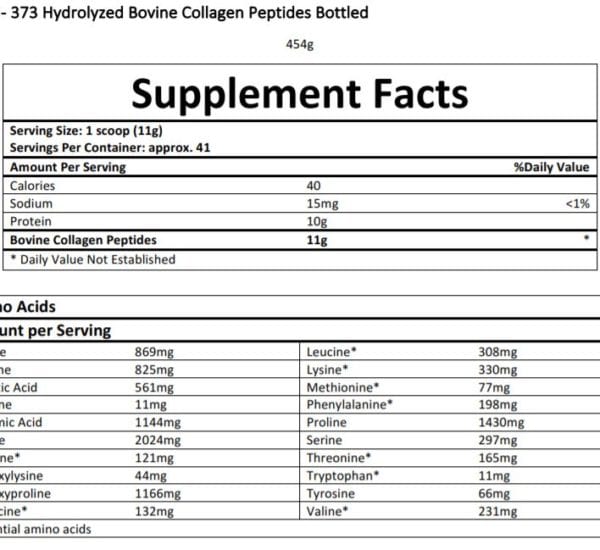 - 373 Hydrolyzed Bovine Collagen Peptides Bottled
454g
Supplement Facts
Serving Size: 1 scoop (11g)
Servings Per Container: approx. 41
Amount Per Serving %Daily Value
Calories 40
Sodium 15mg <1%
Protein 10g
Bovine Collagen Peptides 11g *
* Daily Value Not Established
no Acids
unt per Serving
e 869mg Leucine* 308mg
ne 825mg Lysine* 330mg
ic Acid 561mg Methionine* 77mg
ne 11mg Phenylalanine* 198mg
nic Acid 1144mg Proline 1430mg
e 2024mg Serine 297mg
ne* 121mg Threonine* 165mg
xylysine 44mg Tryptophan* 11mg
xyproline 1166mg Tyrosine 66mg
cine* 132mg Valine* 231mg
ntial amino acids